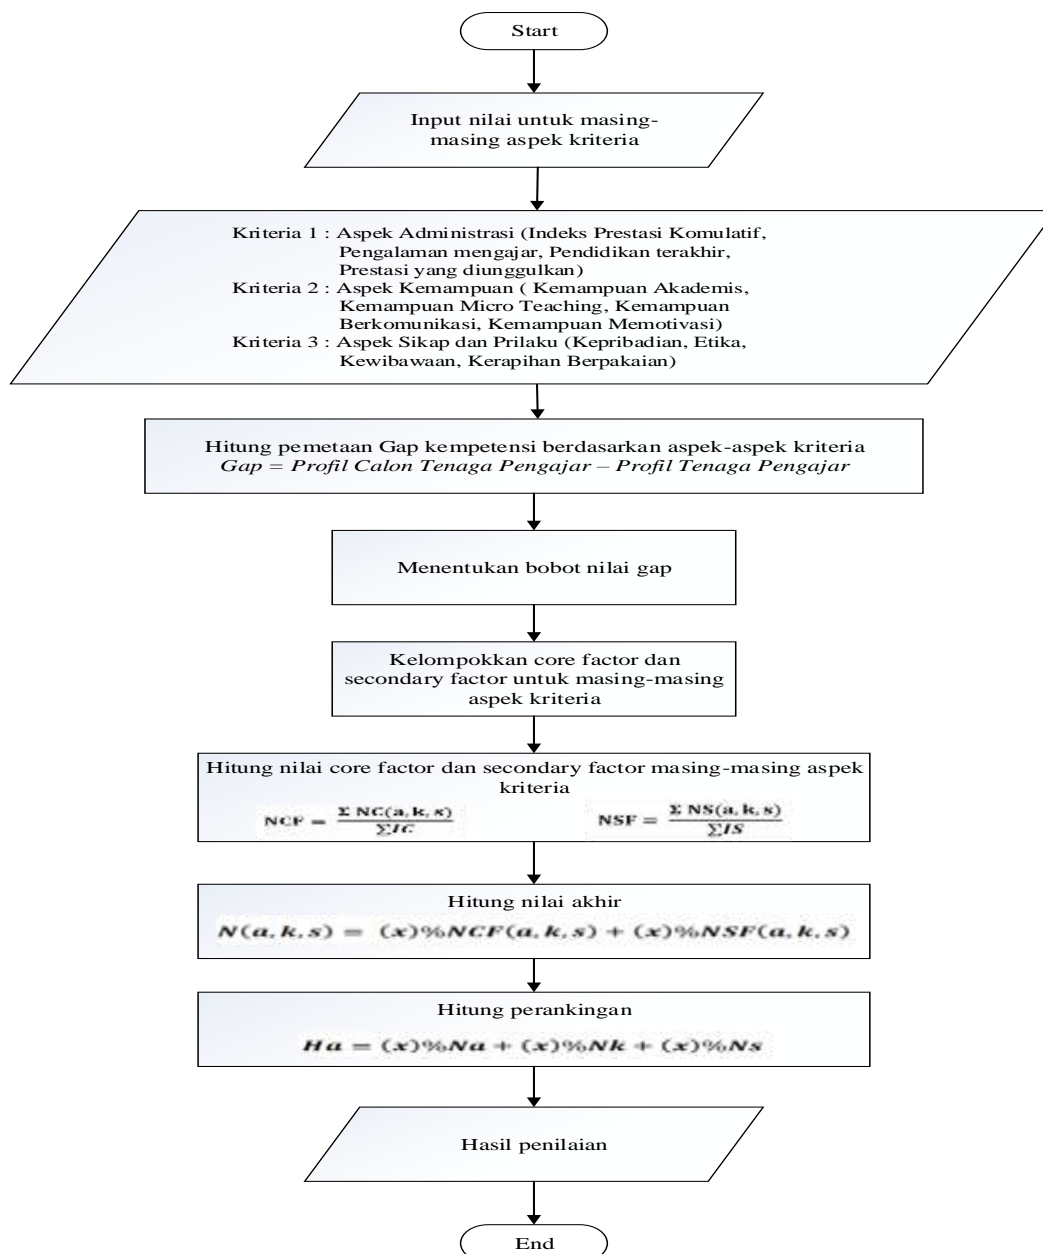 Start
Input nilai untuk masing-
masing aspek kriteria
Kriteria 1 : Aspek Administrasi (Indeks Prestasi Komulatif,
Pengalaman mengajar, Pendidikan terakhir,
Prestasi yang diunggulkan)
Kriteria 2 : Aspek Kemampuan ( Kemampuan Akademis,
Kemampuan Micro Teaching, Kemampuan
Berkomunikasi, Kemampuan Memotivasi)
Kriteria 3 : Aspek Sikap dan Prilaku (Kepribadian, Etika,
Kewibawaan, Kerapihan Berpakaian)
Hitung pemetaan Gap kempetensi berdasarkan aspek-aspek kriteria
Gap = Profil Calon Tenaga Pengajar – Profil Tenaga Pengajar
Menentukan bobot nilai gap
Kelompokkan core factor dan
secondary factor untuk masing-masing
aspek kriteria
Hitung nilai core factor dan secondary factor masing-masing aspek
kriteria
NCF = Σ NC(a, k, s) / ΣIC
NSF = Σ NS(a, k, s) / ΣIS
Hitung nilai akhir
N(a, k, s) = (x)%NCF(a, k, s) + (x)%NSF(a, k, s)
Hitung perankingan
Ha = (x)%Na + (x)%Nk + (x)%Ns
Hasil penilaian
End